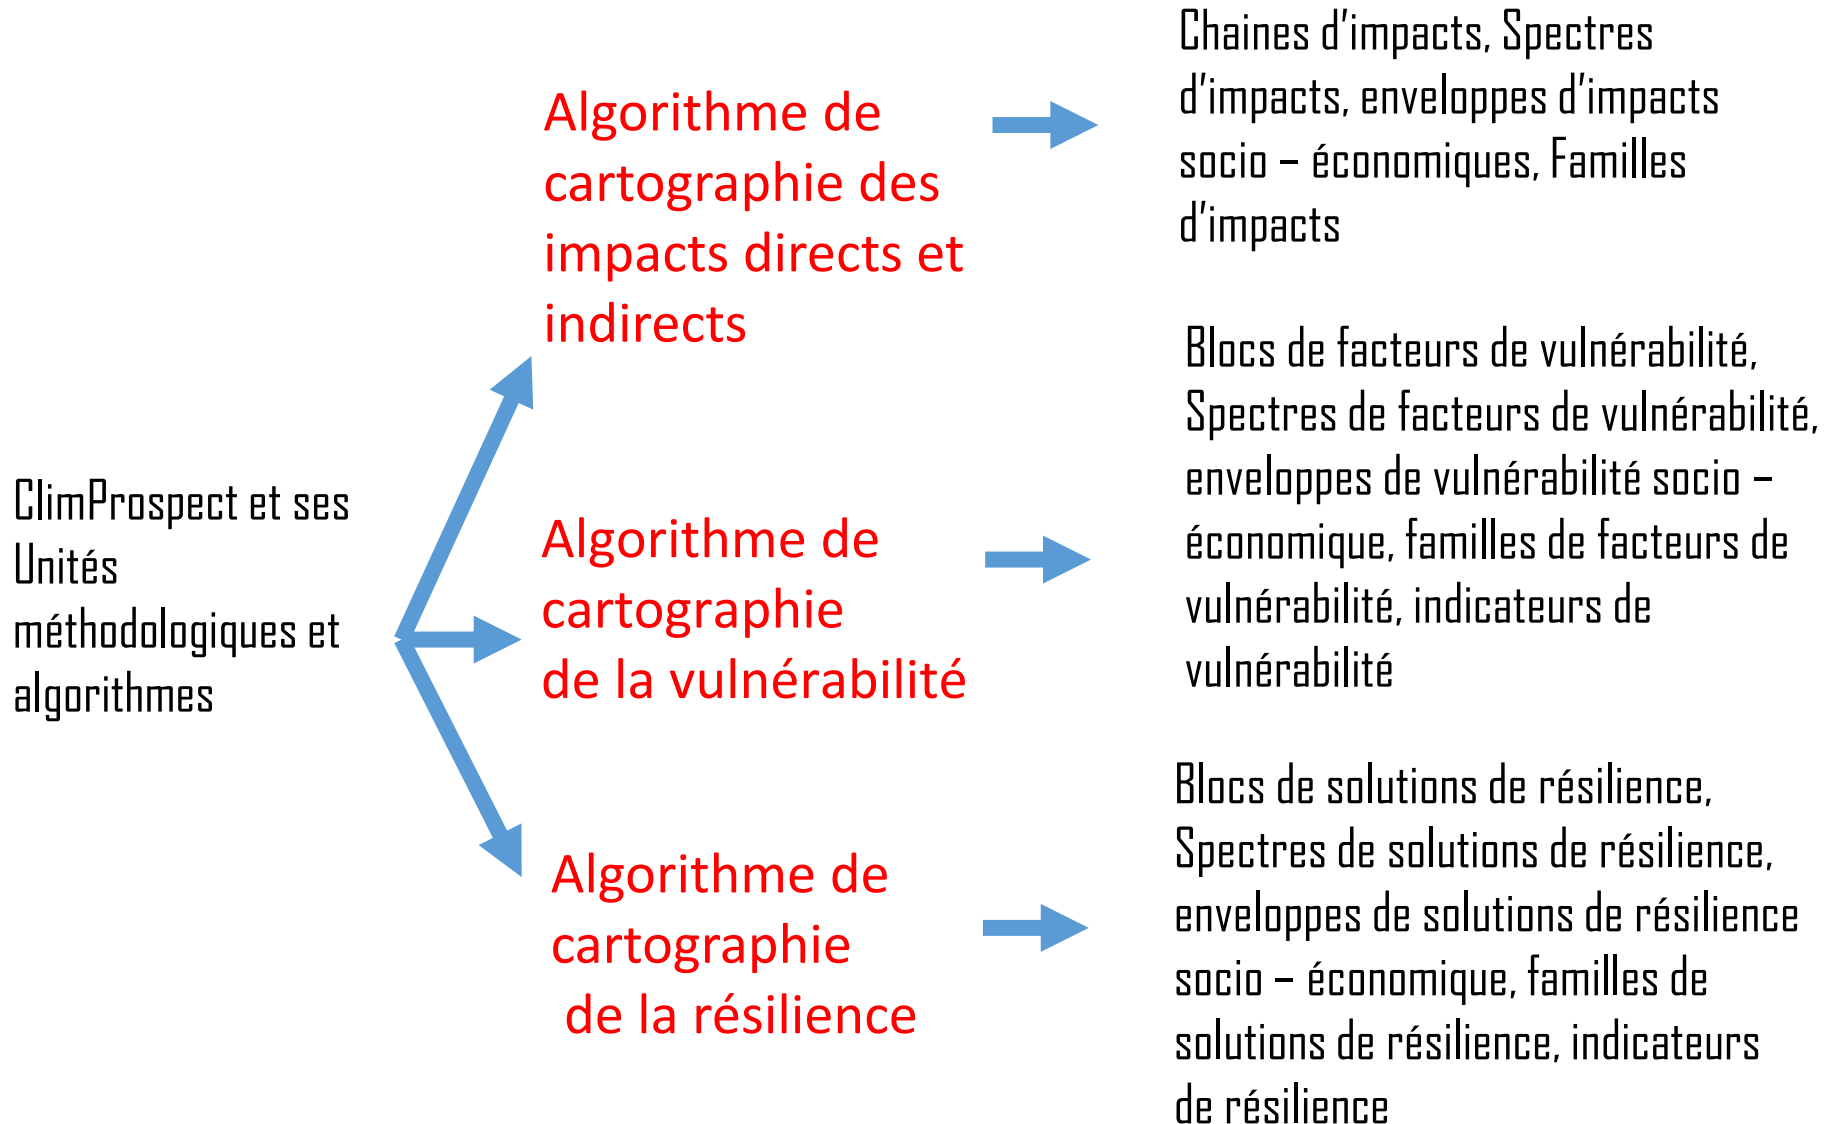 ClimProspect et ses
Unités
méthodologiques et
algorithmes
Algorithme de
cartographie des
impacts directs et
indirects
Chaines d'impacts, Spectres
d'impacts, enveloppes d'impacts
socio – économiques, Familles
d'impacts
Algorithme de
cartographie
de la vulnérabilité
Blocs de facteurs de vulnérabilité,
Spectres de facteurs de vulnérabilité,
enveloppes de vulnérabilité socio –
économique, familles de facteurs de
vulnérabilité, indicateurs de
vulnérabilité
Algorithme de
cartographie
de la résilience
Blocs de solutions de résilience,
Spectres de solutions de résilience,
enveloppes de solutions de résilience
socio – économique, familles de
solutions de résilience, indicateurs
de résilience